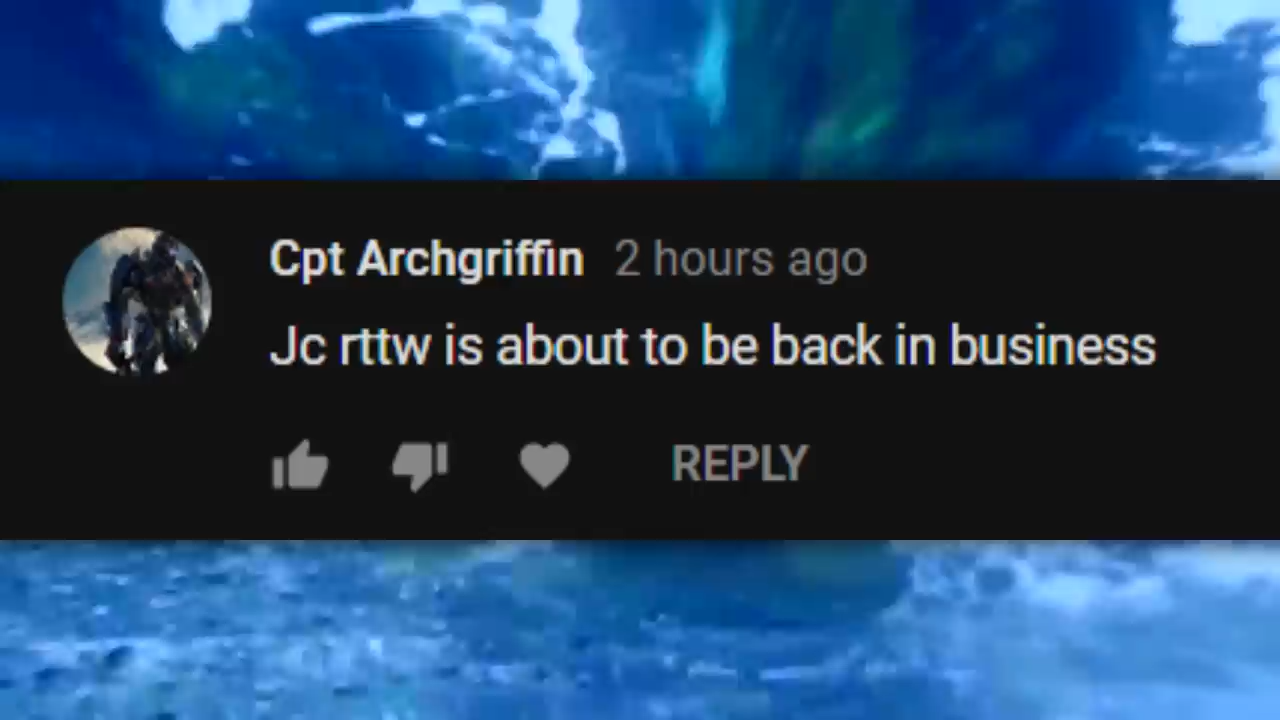 Cpt Archgriffin 2 hours ago
Jc rttw is about to be back in business
REPLY